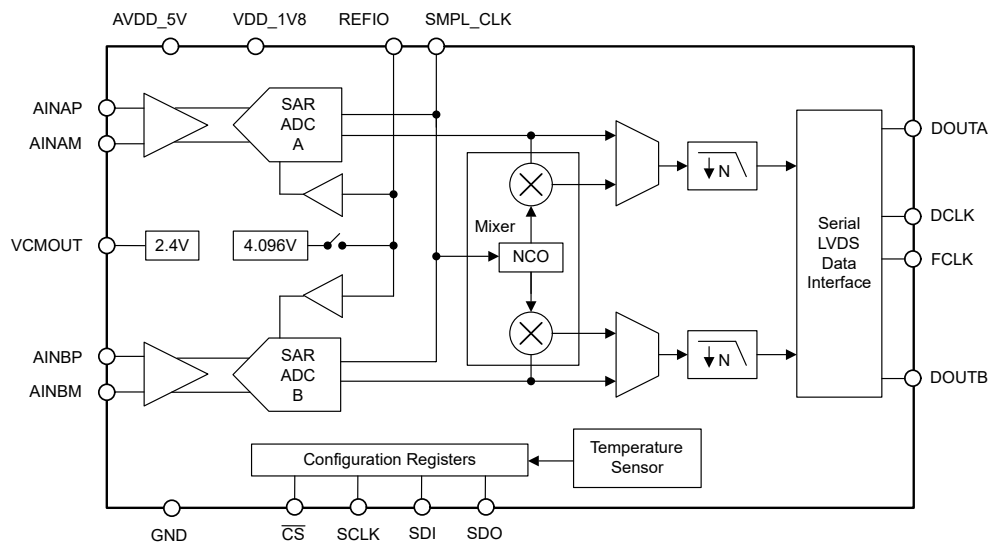 AVDD_5V
VDD_1V8
REFIO
SMPL_CLK
AINAP
AINAM
SAR
ADC
A
DOUTA
N
Mixer
VCMOUT
2.4V
4.096V
NCO
Serial
LVDS
Data
Interface
DCLK
FCLK
AINBP
AINBM
SAR
ADC
B
N
DOUTB
Configuration Registers
Temperature
Sensor
GND
CS
SCLK
SDI
SDO